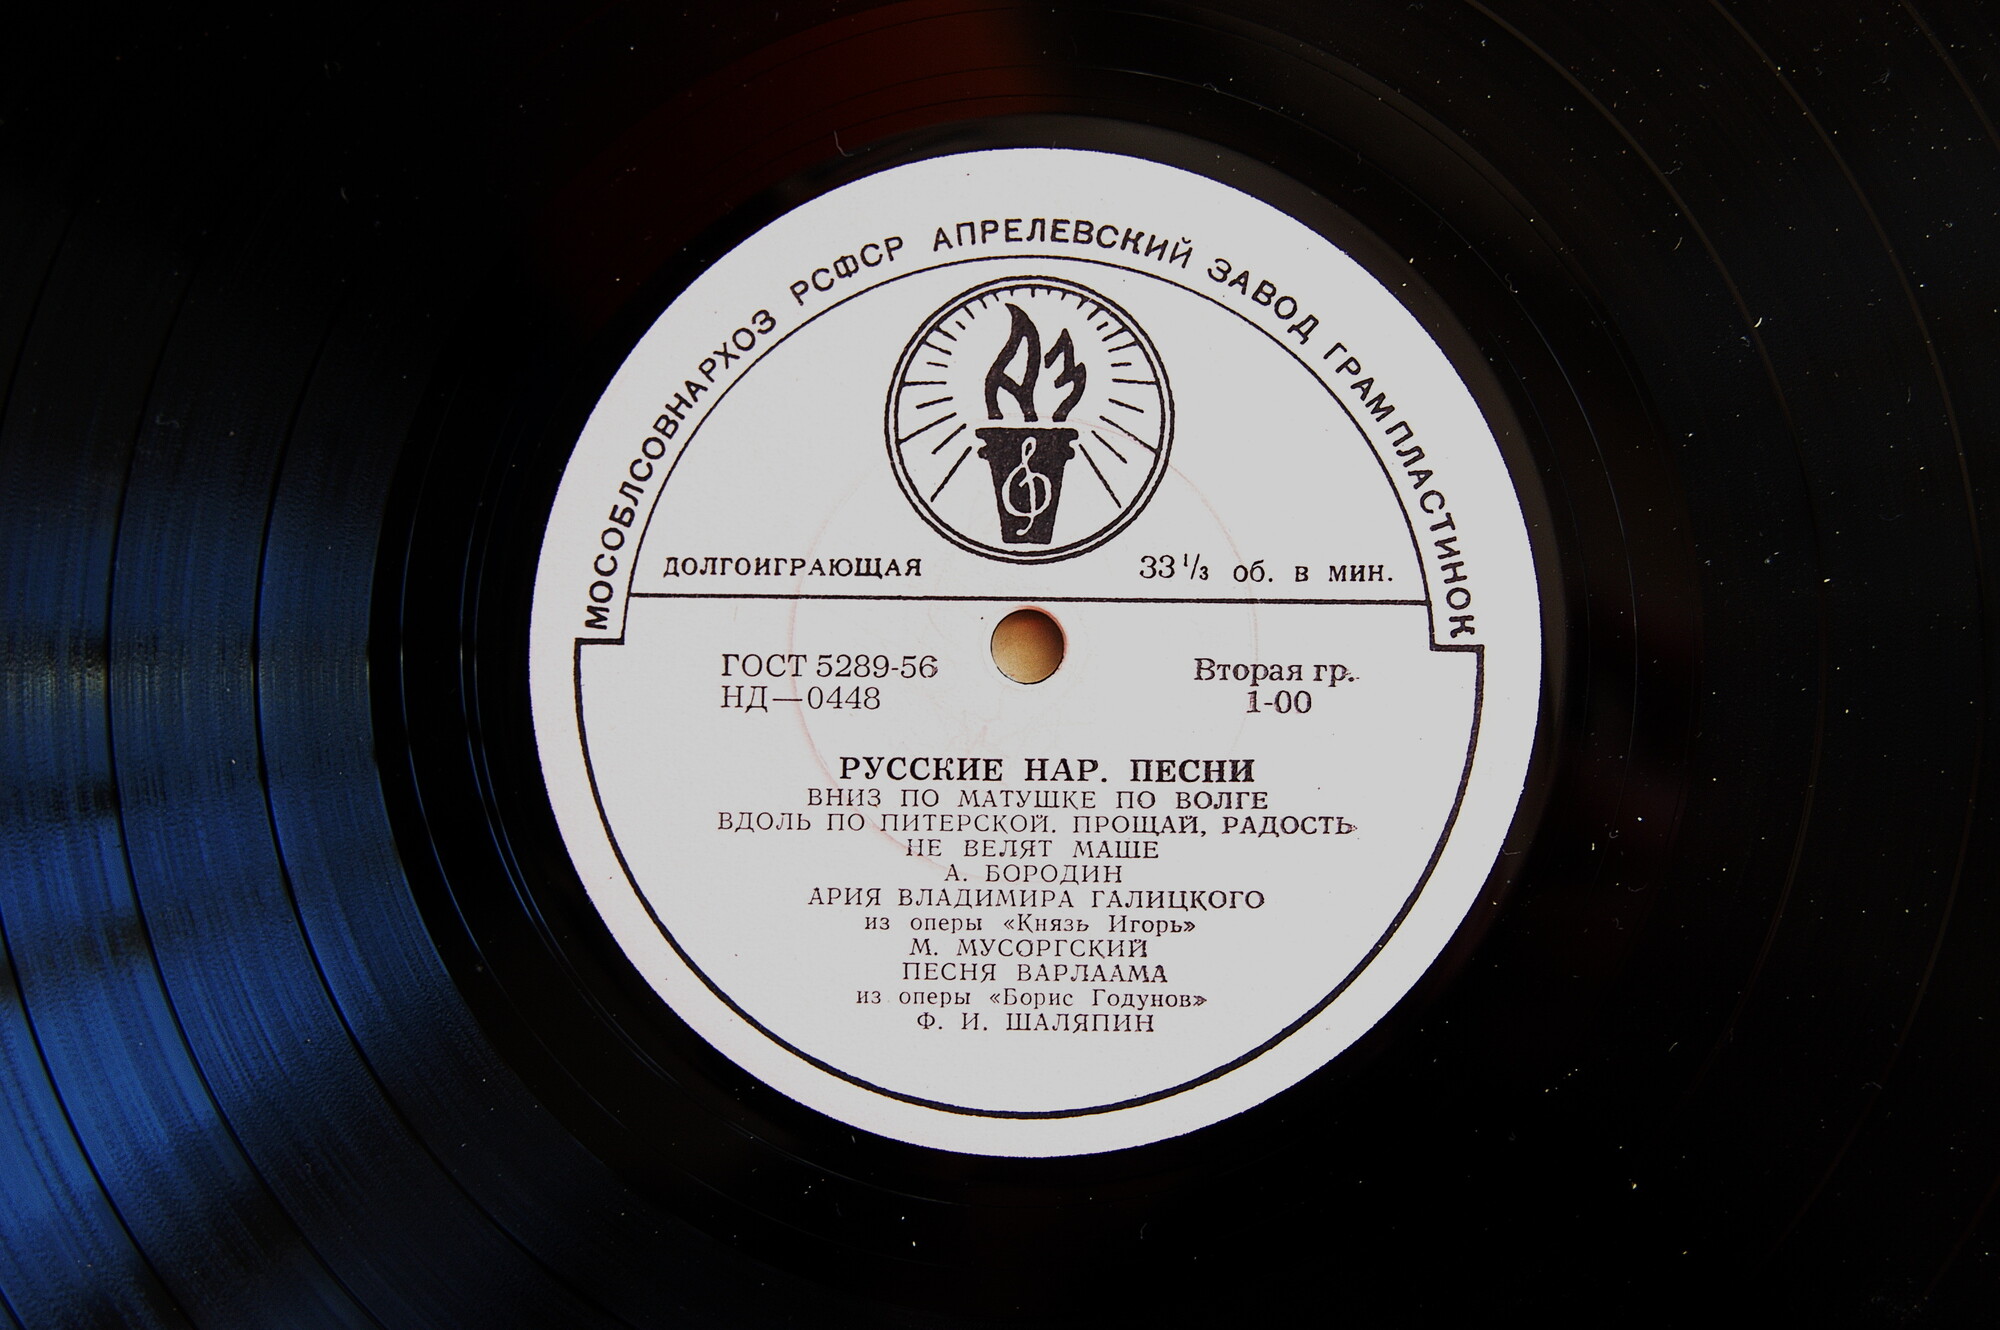 МОСОБЛСОВНАРХОЗ РСФСР АПРЕЛЕВСКИЙ ЗАВОД ГРАМПЛАСТИНОК
АЗ
ДОЛГОИГРАЮЩАЯ 33 1/3 об. в мин.
ГОСТ 5289-56 Вторая гр.
НД—0448 1-00
РУССКИЕ НАР. ПЕСНИ
ВНИЗ ПО МАТУШКЕ ПО ВОЛГЕ
ВДОЛЬ ПО ПИТЕРСКОЙ. ПРОЩАЙ, РАДОСТЬ
НЕ ВЕЛЯТ МАШЕ
А. БОРОДИН
АРИЯ ВЛАДИМИРА ГАЛИЦКОГО
из оперы «Князь Игорь»
М. МУСОРГСКИЙ
ПЕСНЯ ВАРЛААМА
из оперы «Борис Годунов»
Ф. И. ШАЛЯПИН